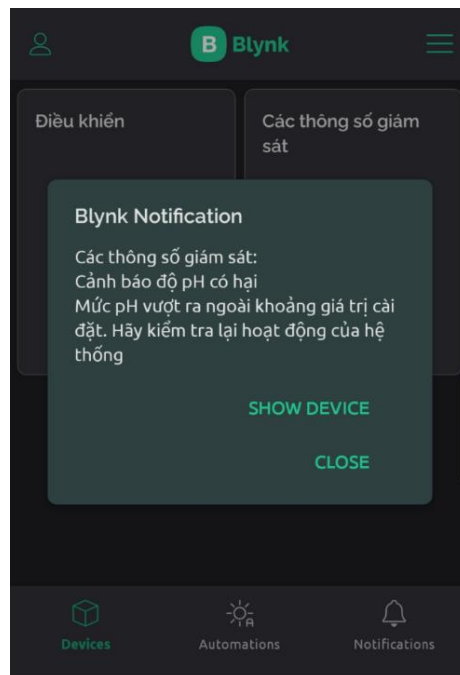 B Blynk
Điều khiển
Các thông số giám
sát
Blynk Notification
Các thông số giám sát:
Cảnh báo độ pH có hại
Mức pH vượt ra ngoài khoảng giá trị cài
đặt. Hãy kiểm tra lại hoạt động của hệ
thống
SHOW DEVICE
CLOSE
A
Devices
Automations
Notifications